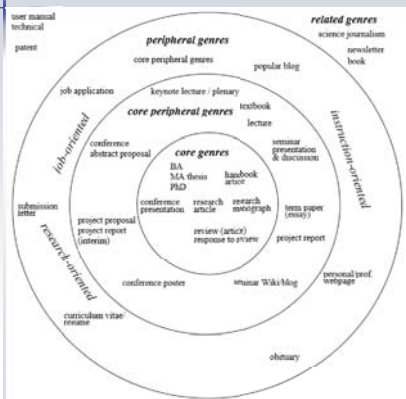 user manual
technical
patent
related genres
science journalism
newsletter
book
peripheral genres
core peripheral genres
popular blog
job application
keynote lecture / plenary
textbook
lecture
core peripheral genres
job-oriented
instruction-oriented
research-oriented
conference
abstract proposal
seminar
presentation
& discussion
core genres
BA
MA thesis
PhD
handbook
artice
conference
presentation
research
article
research
monograph
review (artice)
response to review
term paper
(essay)
submission
letter
project proposal
project report
(interim)
project report
conference poster
seminar Wiki/blog
personal/prof.
webpage
curriculum vitae/
resume
obituary